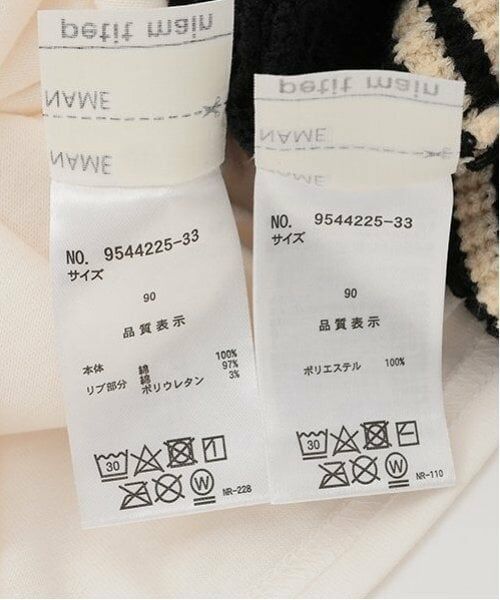 petit main
NAME
NAME
NO. 9544225-33
サイズ
90
品質表示
本体 綿 100%
リブ部分 綿 97%
ポリウレタン 3%
30
W
NR-228
petit main
NAME
NAME
NO. 9544225-33
サイズ
90
品質表示
ポリエステル 100%
30
W
NR-110